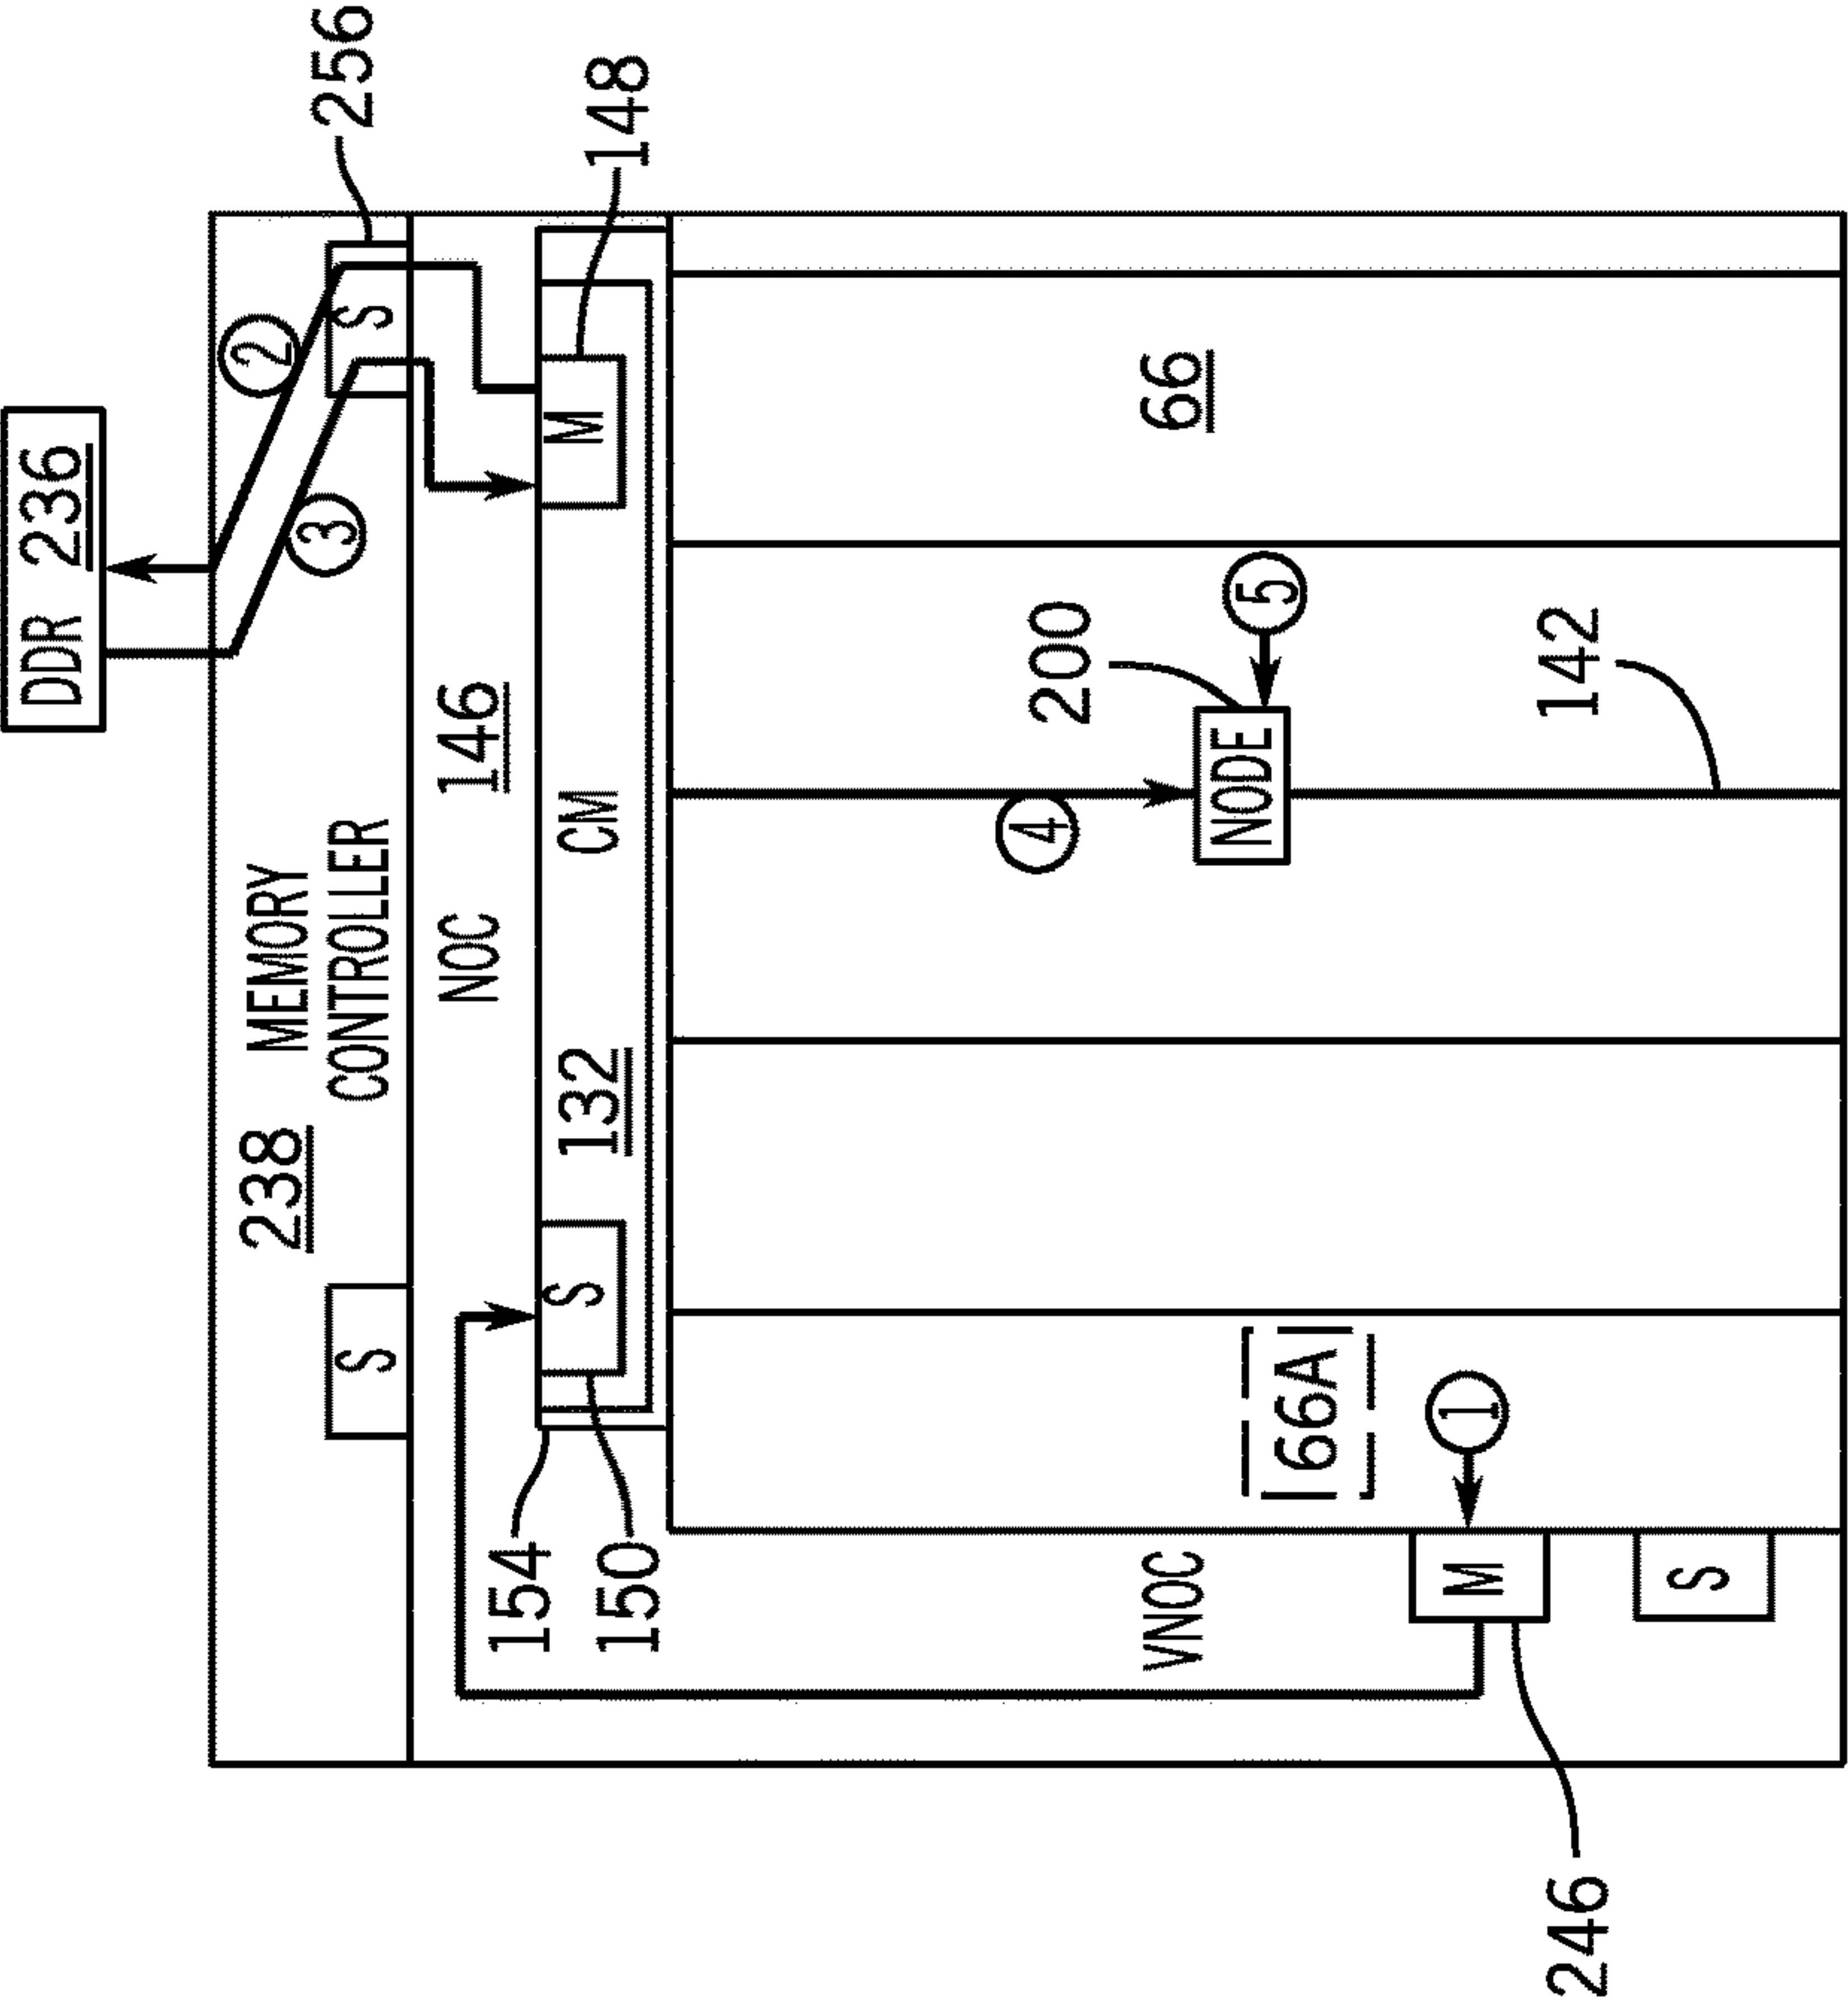 DDR 236
256
2
S
3
148
MEMORY
CONTROLLER
238
S
NOC 146
M
CM
132
S
154
150
66
200
5
4
NODE
142
66A
1
VNOC
M
S
246